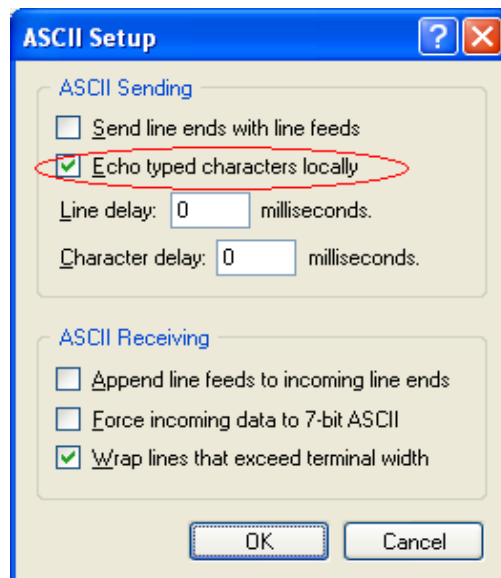 ASCII Setup
ASCII Sending
Send line ends with line feeds
Echo typed characters locally
Line delay: 0 milliseconds.
Character delay: 0 milliseconds.
ASCII Receiving
Append line feeds to incoming line ends
Force incoming data to 7-bit ASCII
Wrap lines that exceed terminal width
OK Cancel